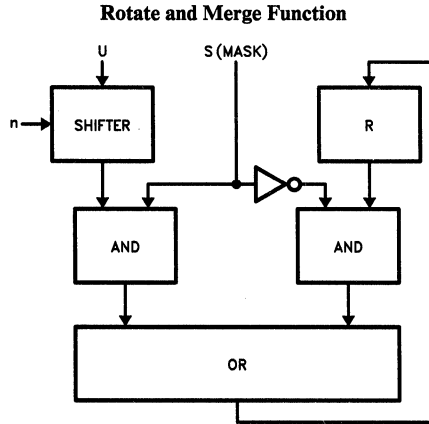 Rotate and Merge Function
U
S (MASK)
n
SHIFTER
R
AND
AND
OR